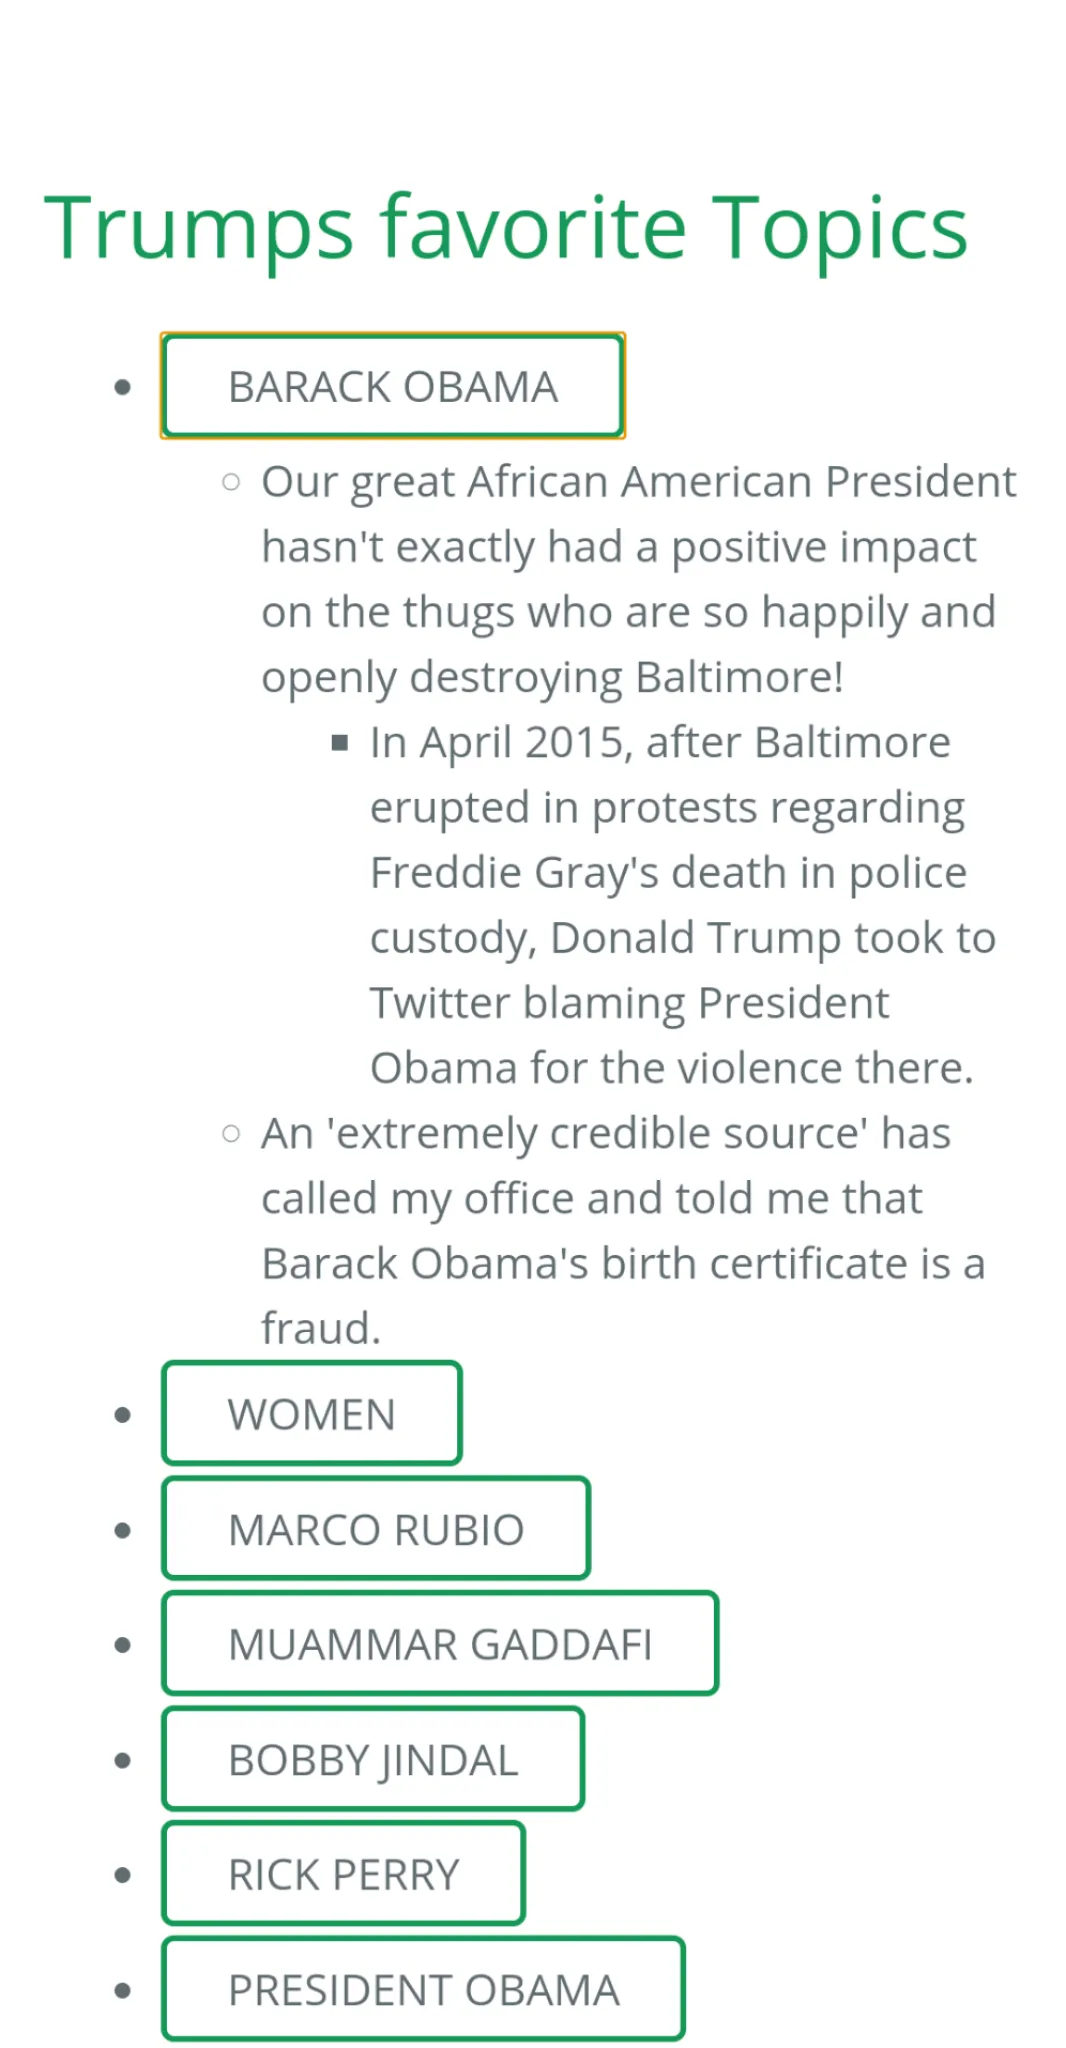 Trumps favorite Topics
BARACK OBAMA
Our great African American President
hasn't exactly had a positive impact
on the thugs who are so happily and
openly destroying Baltimore!
In April 2015, after Baltimore
erupted in protests regarding
Freddie Gray's death in police
custody, Donald Trump took to
Twitter blaming President
Obama for the violence there.
An 'extremely credible source' has
called my office and told me that
Barack Obama's birth certificate is a
fraud.
WOMEN
MARCO RUBIO
MUAMMAR GADDAFI
BOBBY JINDAL
RICK PERRY
PRESIDENT OBAMA